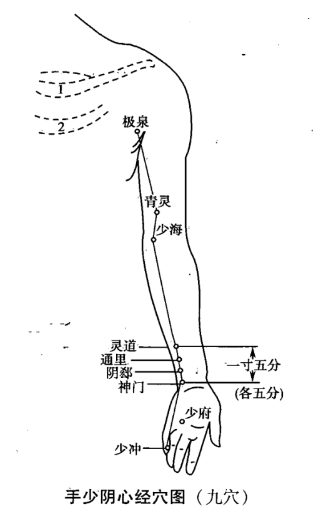 1
2
极泉
青灵
少海
灵道
通里
阴郄
神门
一寸五分
(各五分)
少府
少冲
手少阴心经穴图（九穴）